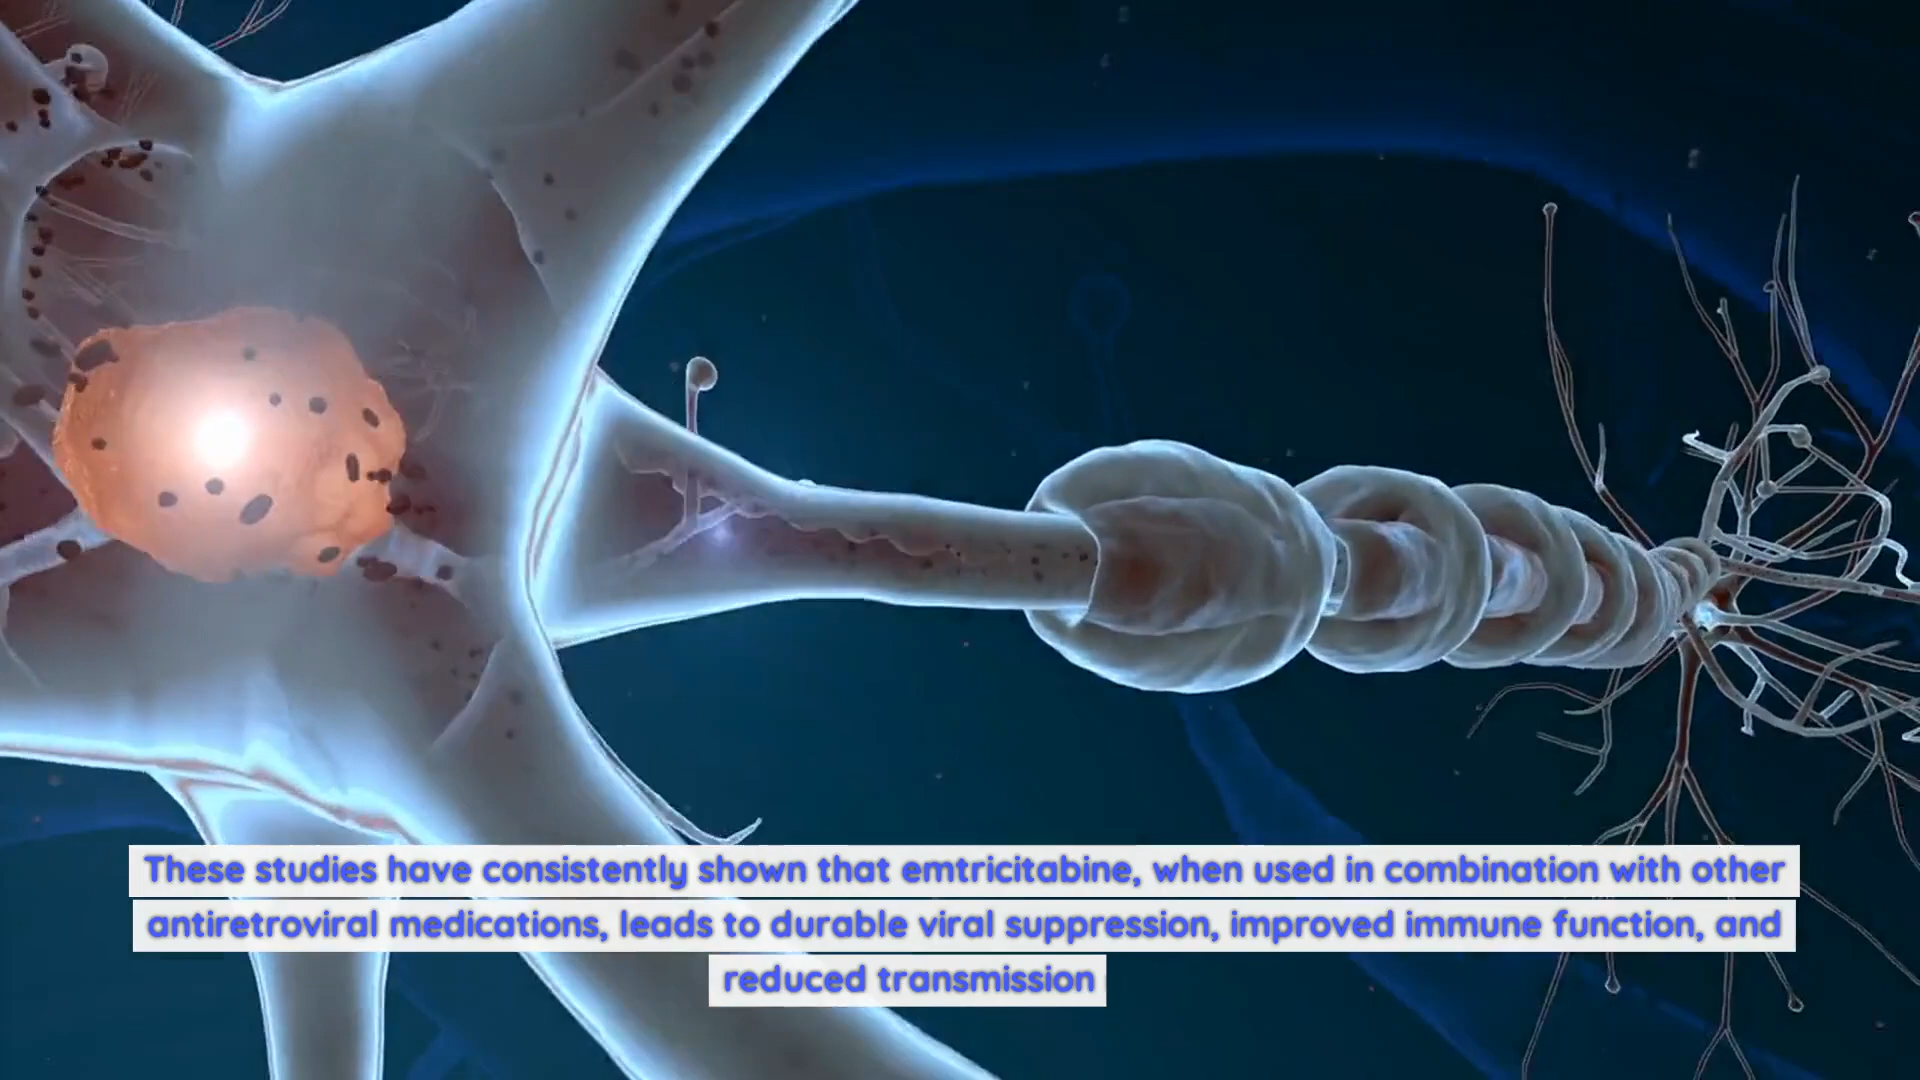 These studies have consistently shown that emtricitabine, when used in combination with other
antiretroviral medications, leads to durable viral suppression, improved immune function, and
reduced transmission